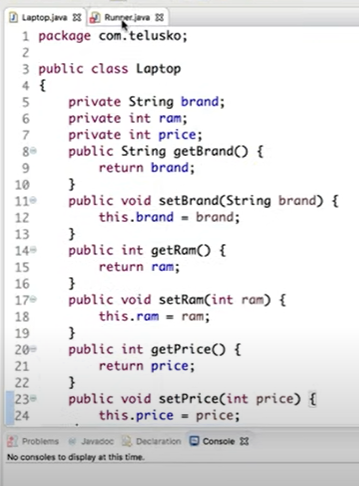 Laptop.java Runner.java
1 package com.telusko;
2
3 public class Laptop
4 {
5 private String brand;
6 private int ram;
7 private int price;
8 public String getBrand() {
9 return brand;
10 }
11 public void setBrand(String brand) {
12 this.brand = brand;
13 }
14 public int getRam() {
15 return ram;
16 }
17 public void setRam(int ram) {
18 this.ram = ram;
19 }
20 public int getPrice() {
21 return price;
22 }
23 public void setPrice(int price) {
24 this.price = price;
Problems Javadoc Declaration Console
No consoles to display at this time.